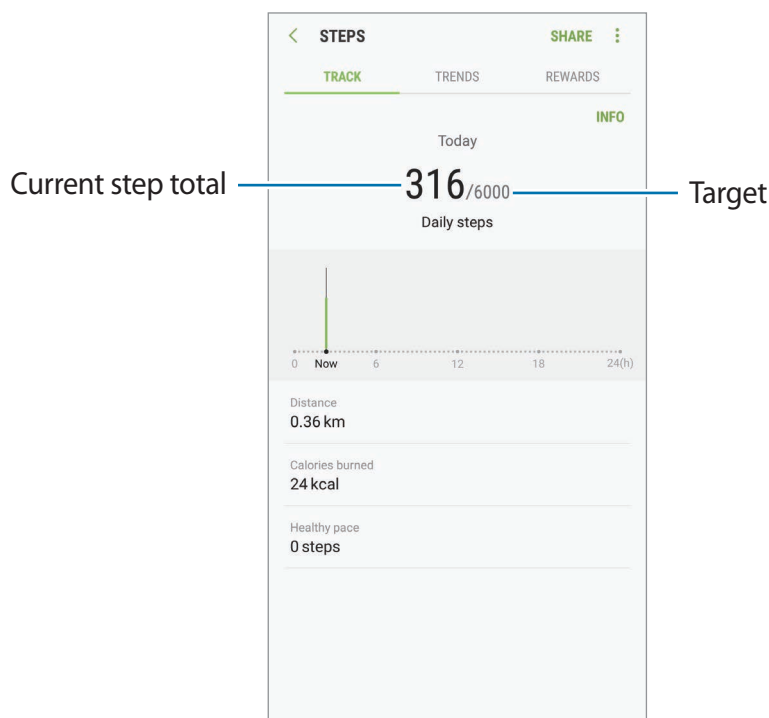 STEPS SHARE
TRACK TRENDS REWARDS
INFO
Today
Current step total 316/6000 Target
Daily steps
0 Now 6 12 18 24(h)
Distance
0.36 km
Calories burned
24 kcal
Healthy pace
0 steps